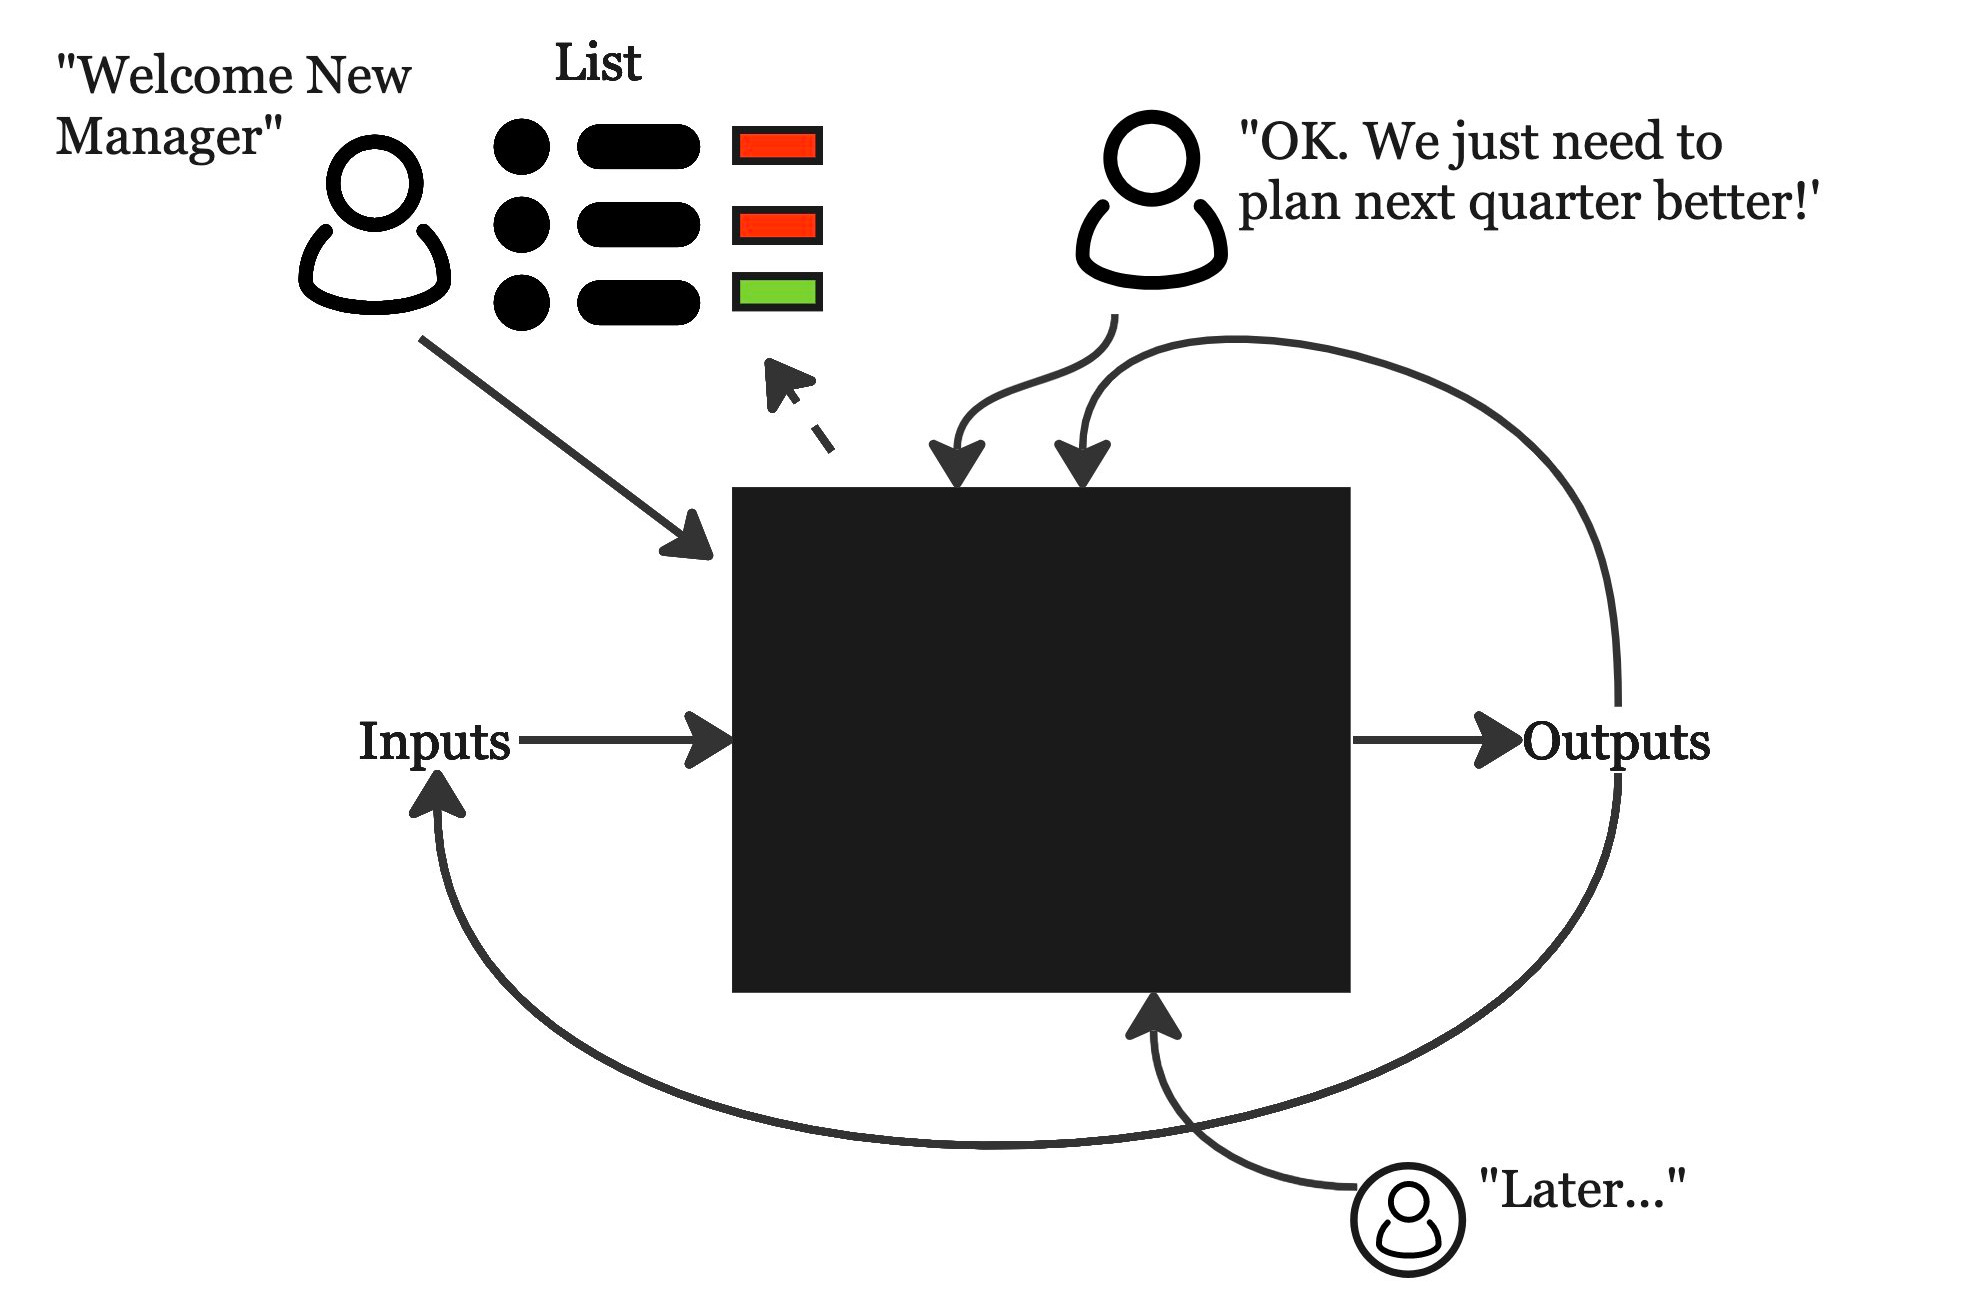 "Welcome New
Manager"
List
"OK. We just need to
plan next quarter better!'
Inputs
Outputs
"Later..."